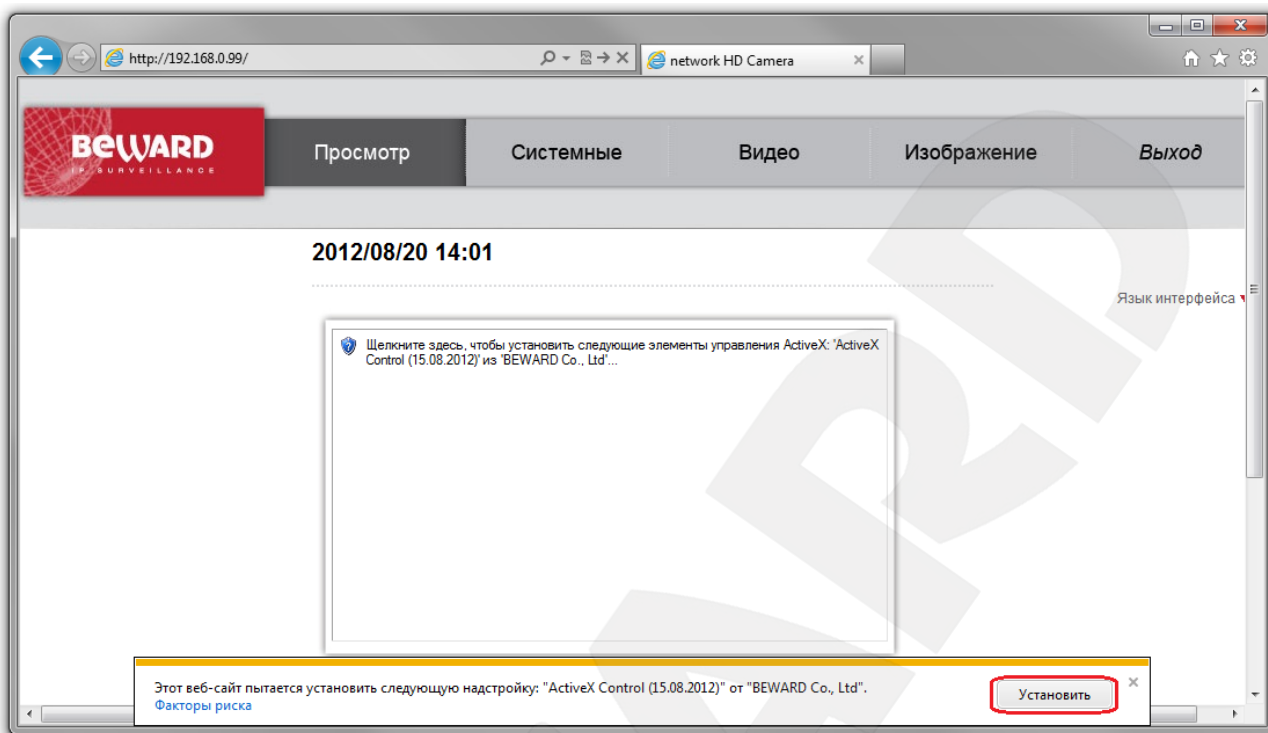 http://192.168.0.99/
network HD Camera
BEWARD
IP SURVEILLANCE
Просмотр
Системные
Видео
Изображение
Выход
2012/08/20 14:01
Язык интерфейса
Щелкните здесь, чтобы установить следующие элементы управления ActiveX: 'ActiveX
Control (15.08.2012)' из 'BEWARD Co., Ltd'...
Этот веб-сайт пытается установить следующую надстройку: "ActiveX Control (15.08.2012)" от "BEWARD Co., Ltd".
Факторы риска
Установить